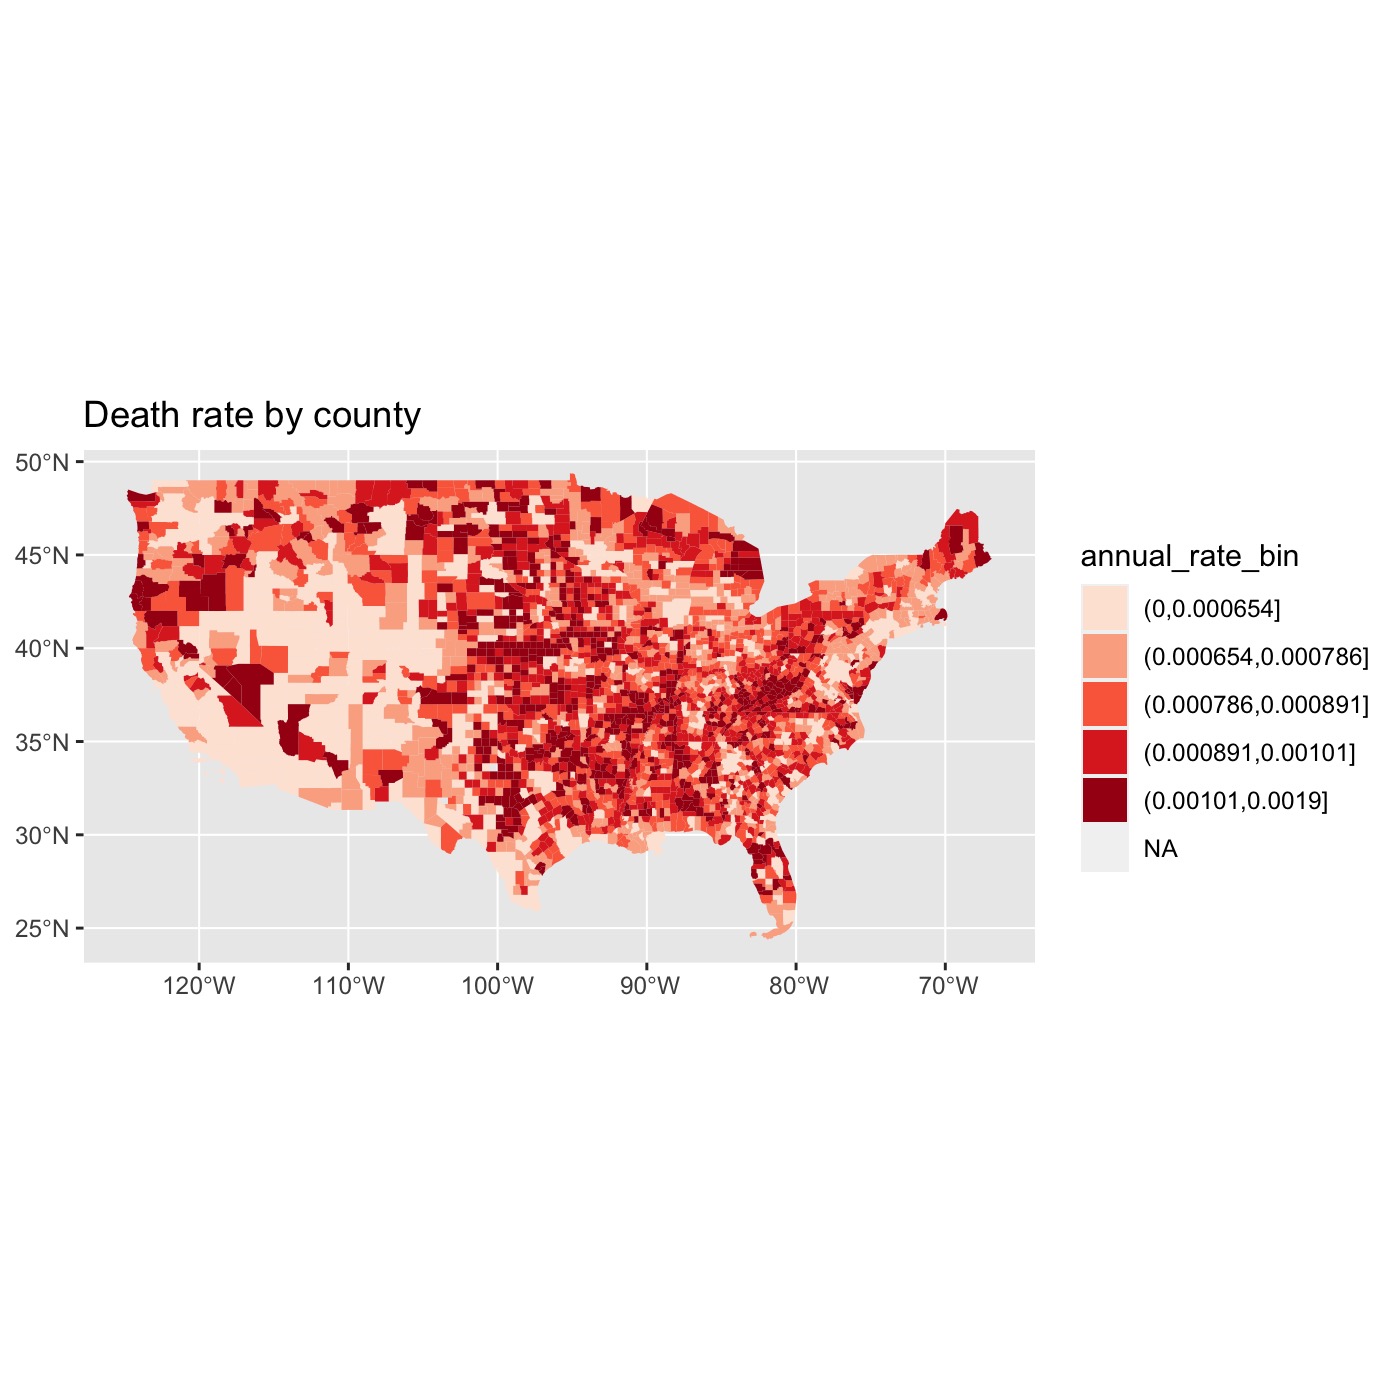 Death rate by county
50°N
45°N
40°N
35°N
30°N
25°N
120°W 110°W 100°W 90°W 80°W 70°W
annual_rate_bin
(0,0.000654]
(0.000654,0.000786]
(0.000786,0.000891]
(0.000891,0.00101]
(0.00101,0.0019]
NA